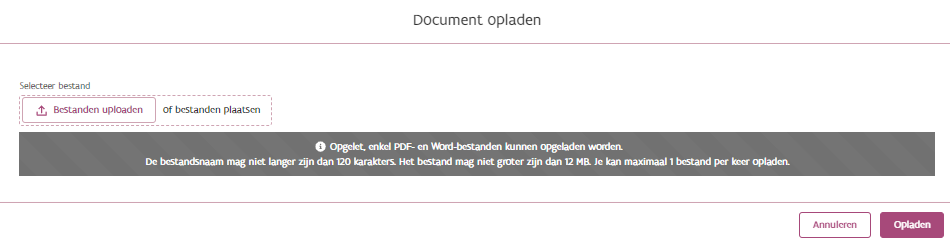 Document opladen
Selecteer bestand
Bestanden uploaden of bestanden plaatsen
Opgelet, enkel PDF- en Word-bestanden kunnen opgeladen worden.
De bestandsnaam mag niet langer zijn dan 120 karakters. Het bestand mag niet groter zijn dan 12 MB. Je kan maximaal 1 bestand per keer opladen.
Annuleren Opladen